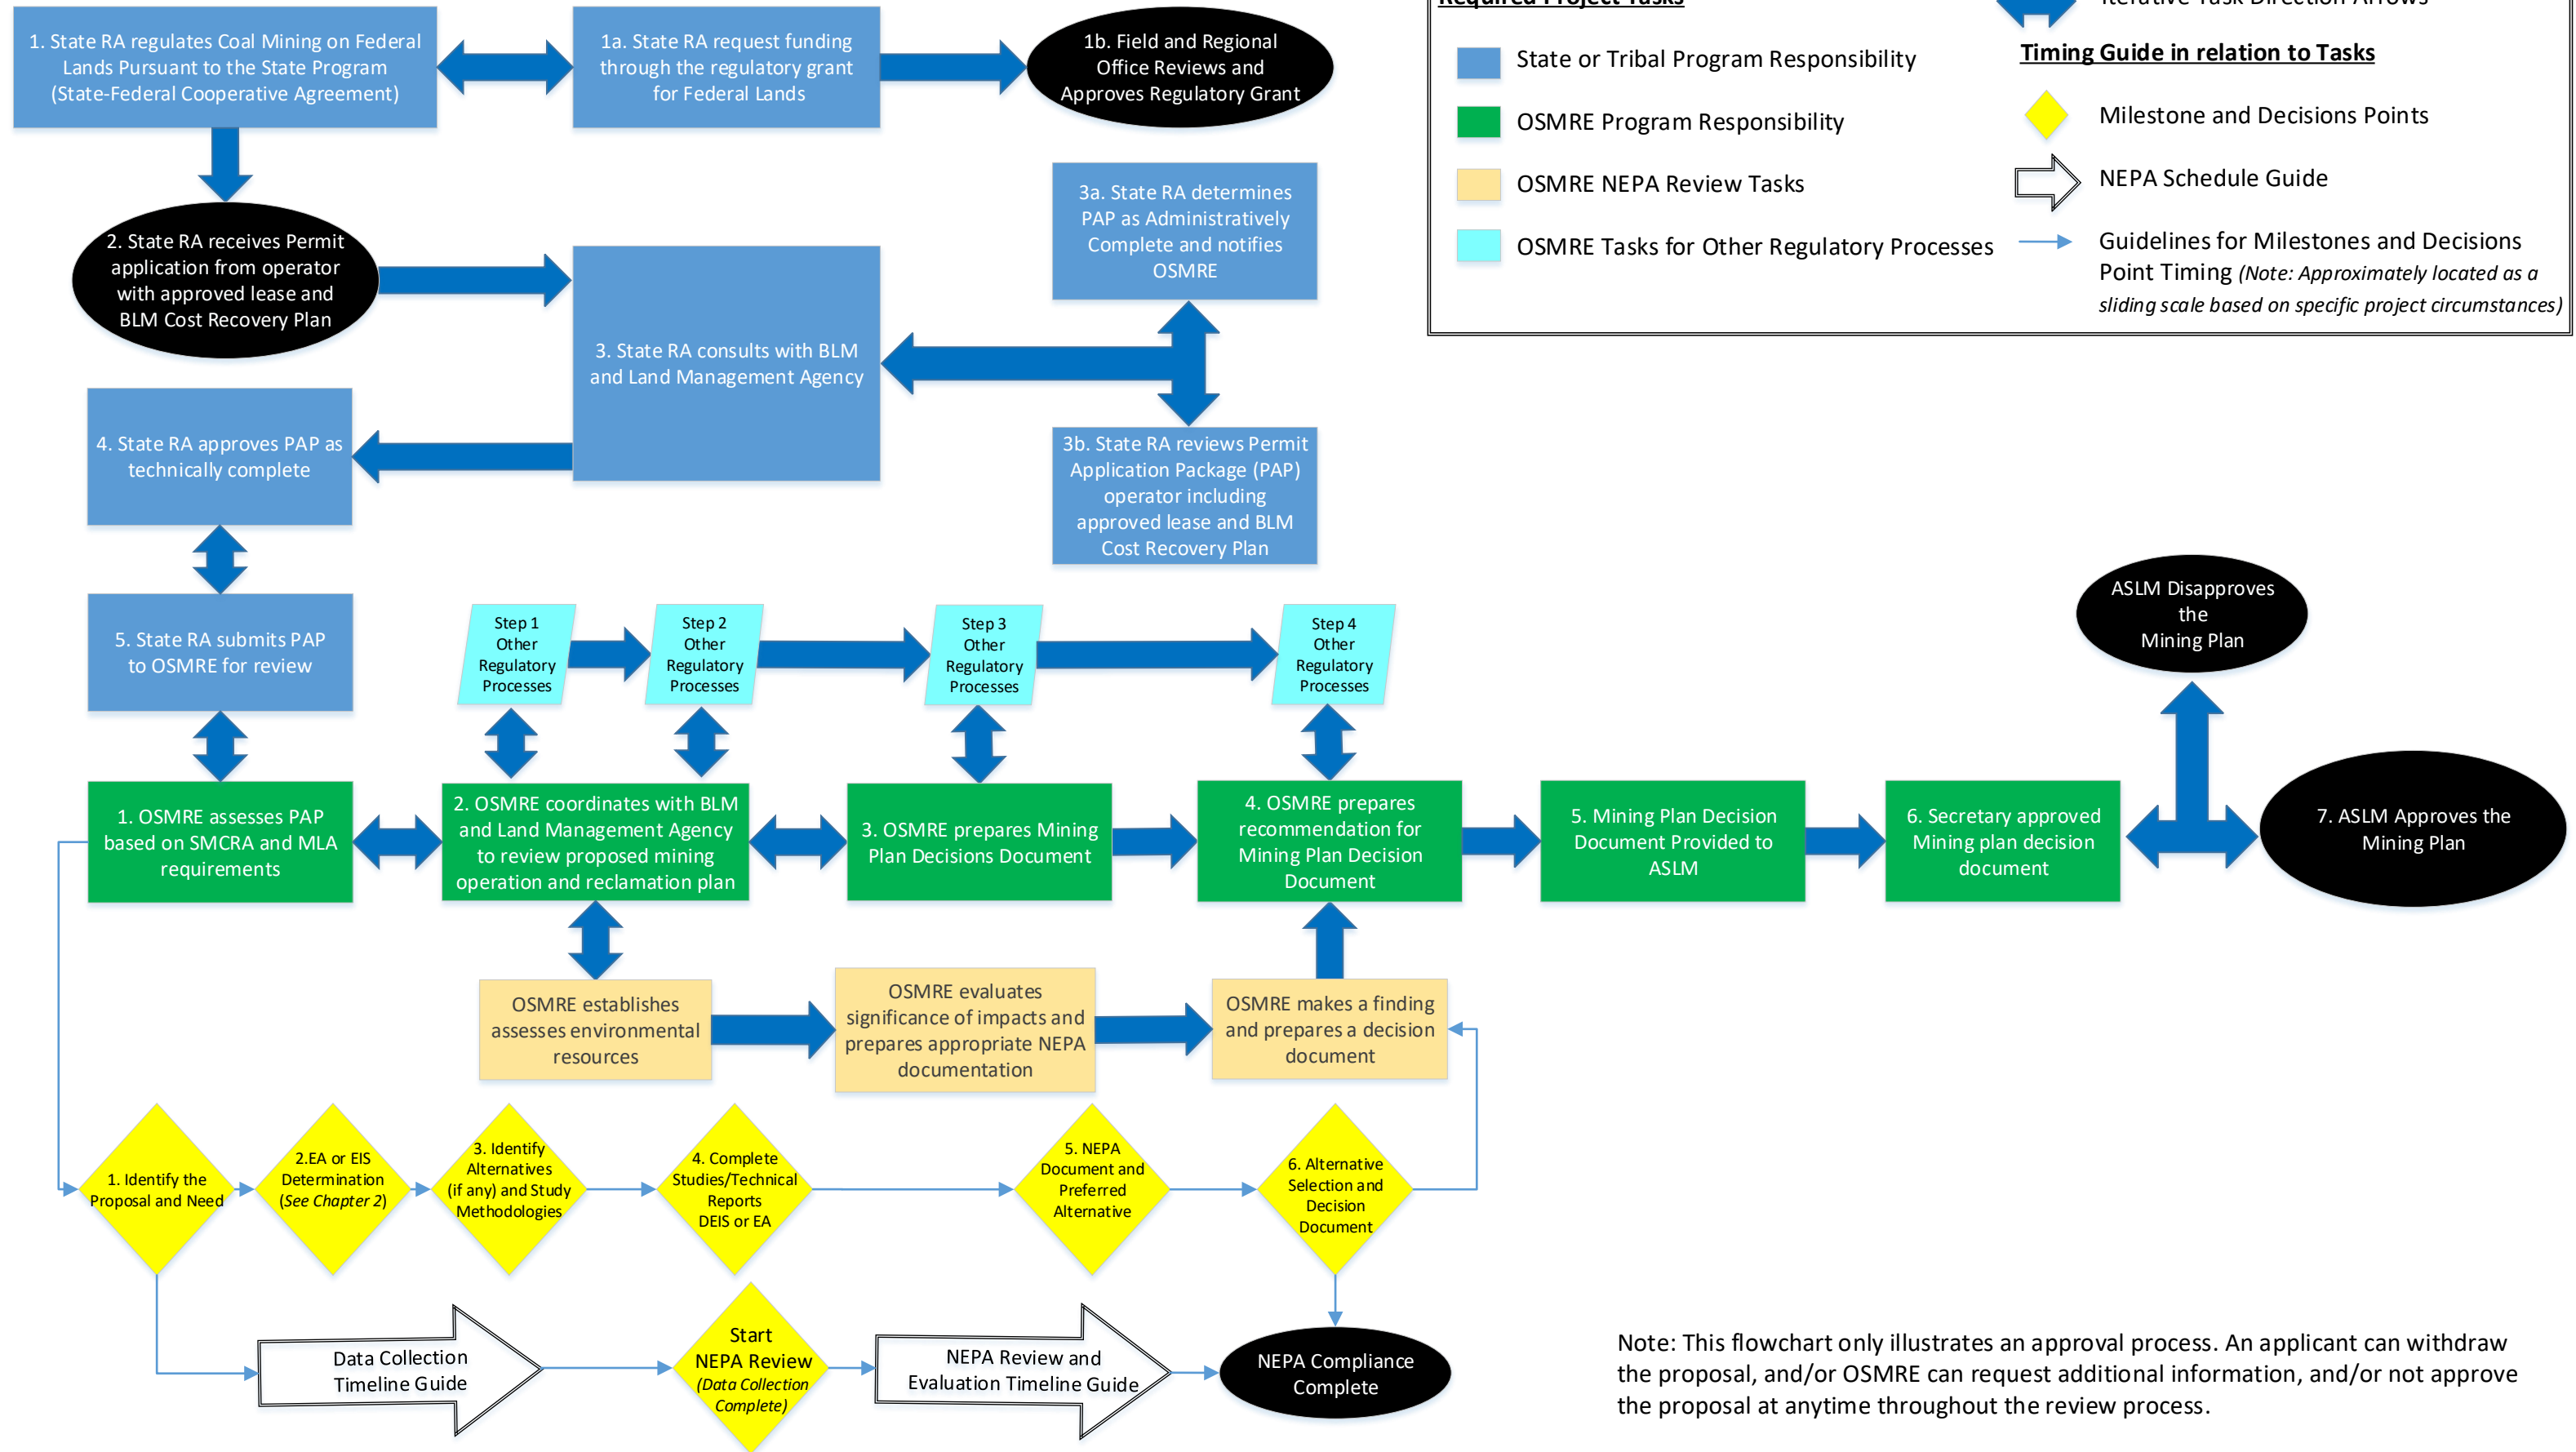 1. State RA regulates Coal Mining on Federal
Lands Pursuant to the State Program
(State-Federal Cooperative Agreement)
1a. State RA request funding
through the regulatory grant
for Federal Lands
1b. Field and Regional
Office Reviews and
Approves Regulatory Grant
Required Project Tasks
State or Tribal Program Responsibility
OSMRE Program Responsibility
OSMRE NEPA Review Tasks
OSMRE Tasks for Other Regulatory Processes
Iterative Task Direction Arrows
Timing Guide in relation to Tasks
Milestone and Decisions Points
NEPA Schedule Guide
Guidelines for Milestones and Decisions
Point Timing (Note: Approximately located as a
sliding scale based on specific project circumstances)
2. State RA receives Permit
application from operator
with approved lease and
BLM Cost Recovery Plan
3. State RA consults with BLM
and Land Management Agency
3a. State RA determines
PAP as Administratively
Complete and notifies
OSMRE
3b. State RA reviews Permit
Application Package (PAP)
operator including
approved lease and BLM
Cost Recovery Plan
4. State RA approves PAP as
technically complete
5. State RA submits PAP
to OSMRE for review
Step 1
Other
Regulatory
Processes
Step 2
Other
Regulatory
Processes
Step 3
Other
Regulatory
Processes
Step 4
Other
Regulatory
Processes
ASLM Disapproves
the
Mining Plan
1. OSMRE assesses PAP
based on SMCRA and MLA
requirements
2. OSMRE coordinates with BLM
and Land Management Agency
to review proposed mining
operation and reclamation plan
3. OSMRE prepares Mining
Plan Decisions Document
4. OSMRE prepares
recommendation for
Mining Plan Decision
Document
5. Mining Plan Decision
Document Provided to
ASLM
6. Secretary approved
Mining plan decision
document
7. ASLM Approves the
Mining Plan
OSMRE establishes
assesses environmental
resources
OSMRE evaluates
significance of impacts and
prepares appropriate NEPA
documentation
OSMRE makes a finding
and prepares a decision
document
1. Identify the
Proposal and Need
2.EA or EIS
Determination
(See Chapter 2)
3. Identify
Alternatives
(if any) and Study
Methodologies
4. Complete
Studies/Technical
Reports
DEIS or EA
5. NEPA
Document and
Preferred
Alternative
6. Alternative
Selection and
Decision
Document
Data Collection
Timeline Guide
Start
NEPA Review
(Data Collection
Complete)
NEPA Review and
Evaluation Timeline Guide
NEPA Compliance
Complete
Note: This flowchart only illustrates an approval process. An applicant can withdraw
the proposal, and/or OSMRE can request additional information, and/or not approve
the proposal at anytime throughout the review process.